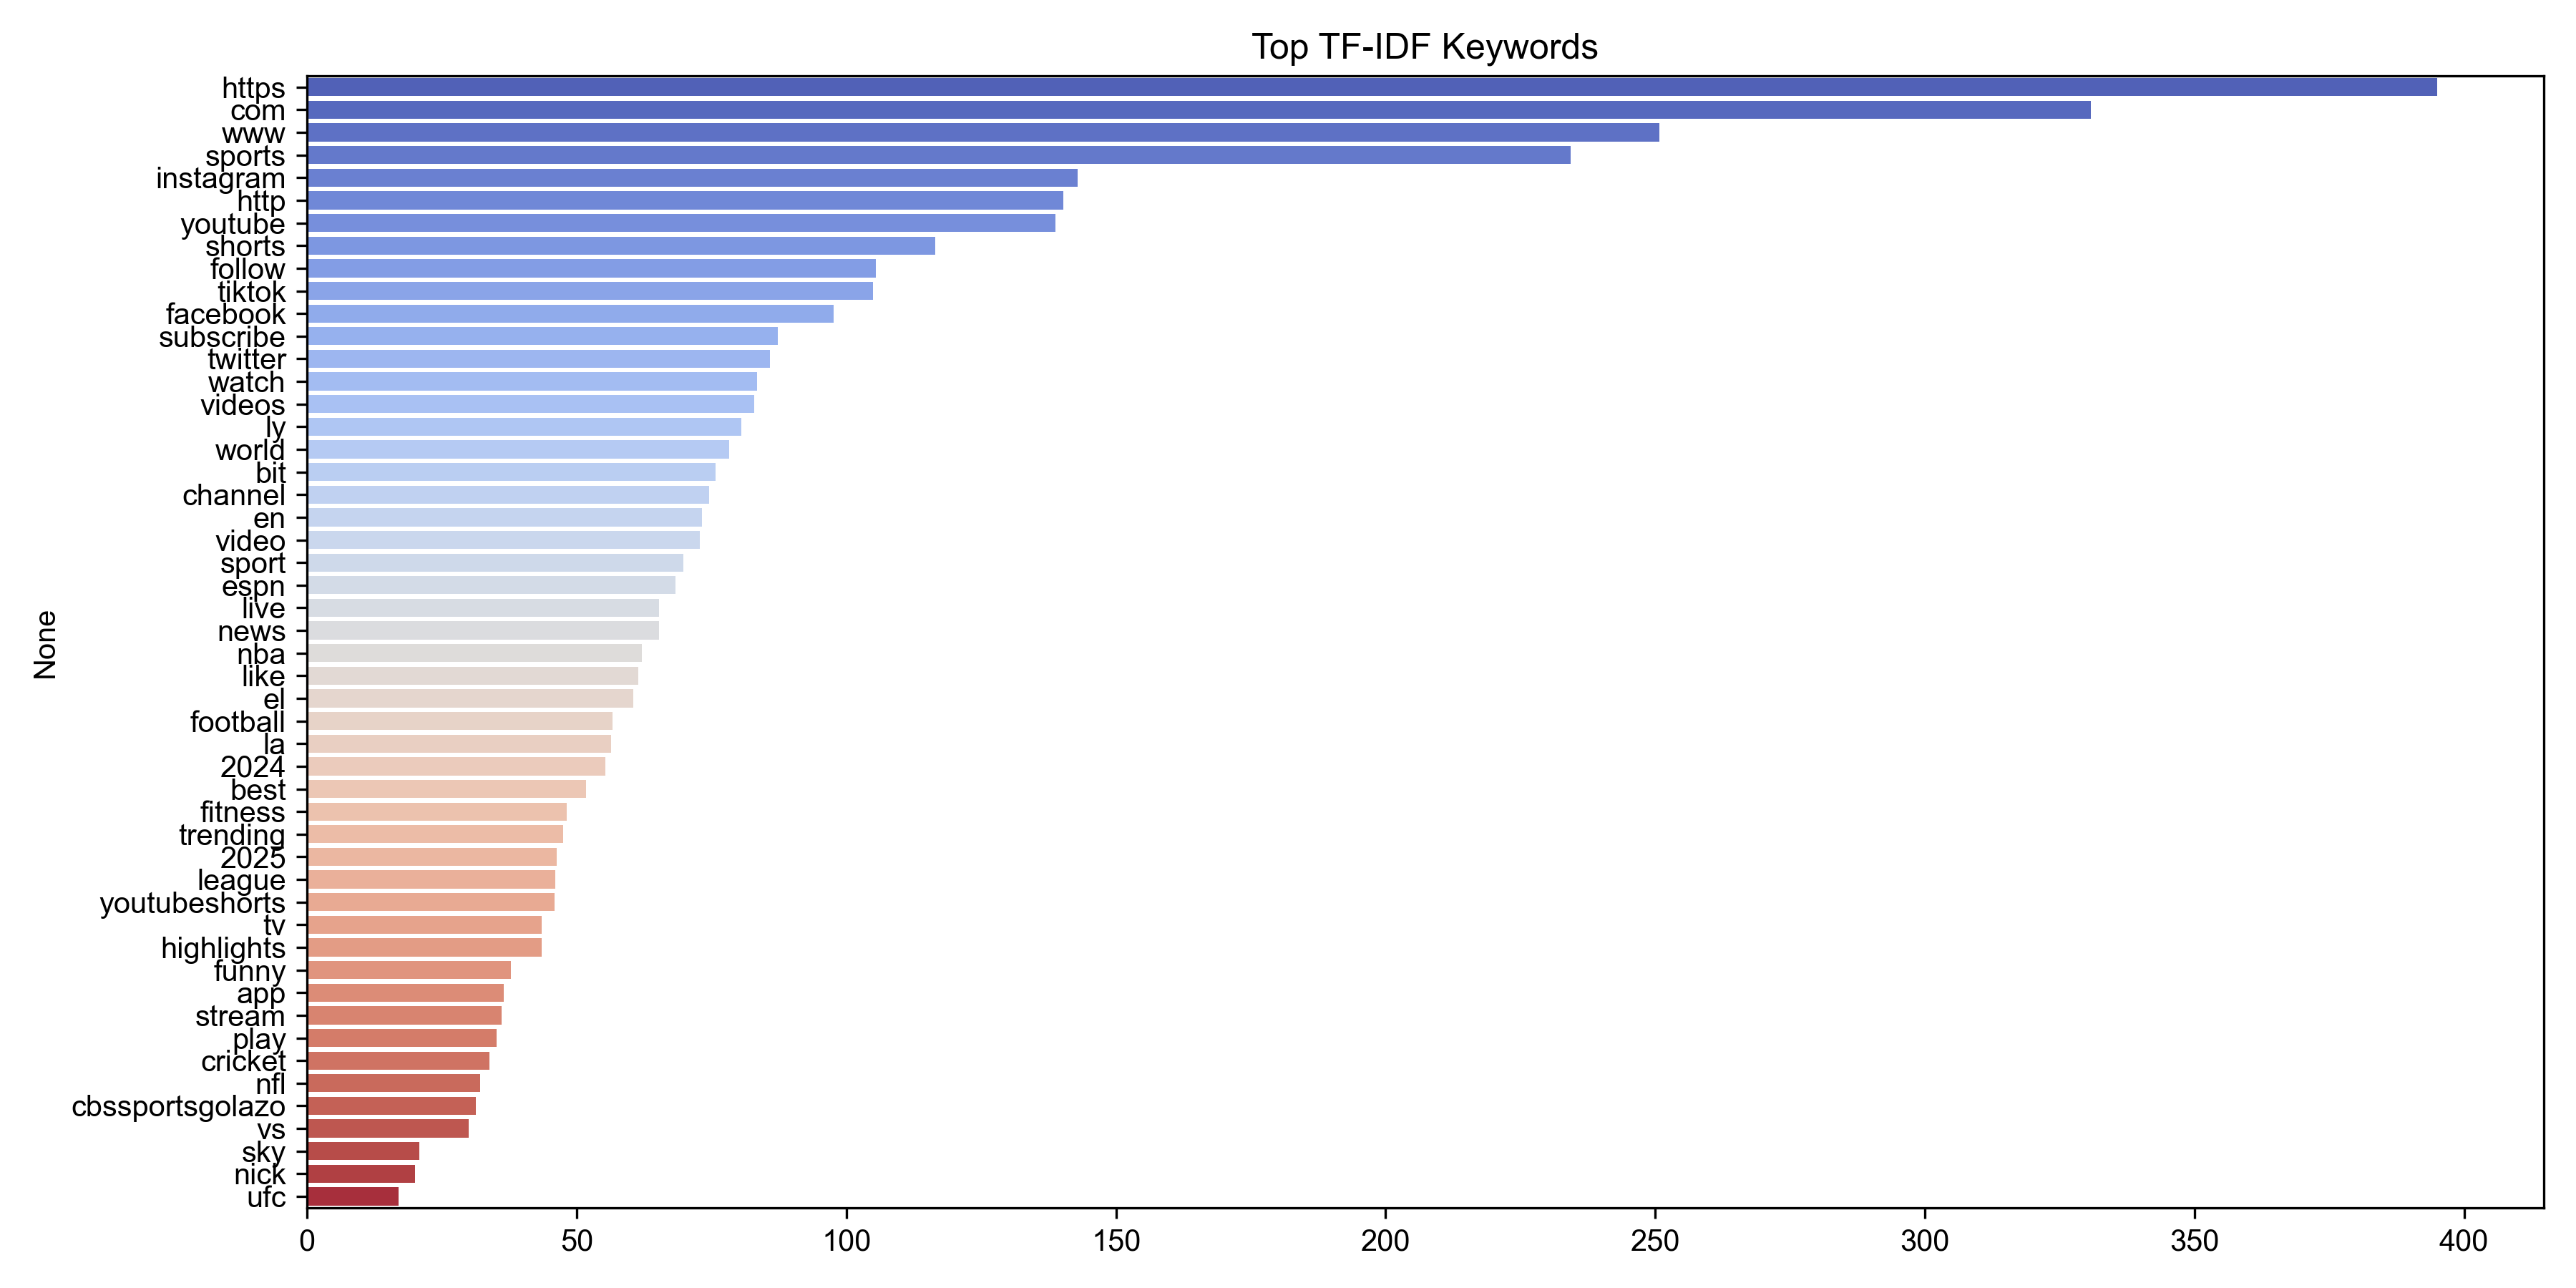 Top TF-IDF Keywords
https
com
www
sports
instagram
http
youtube
shorts
follow
tiktok
facebook
subscribe
twitter
watch
videos
ly
world
bit
channel
en
video
sport
espn
live
news
nba
like
el
football
la
2024
best
fitness
trending
2025
league
youtubeshorts
tv
highlights
funny
app
stream
play
cricket
nfl
cbssportsgolazo
vs
sky
nick
ufc
None
0 50 100 150 200 250 300 350 400